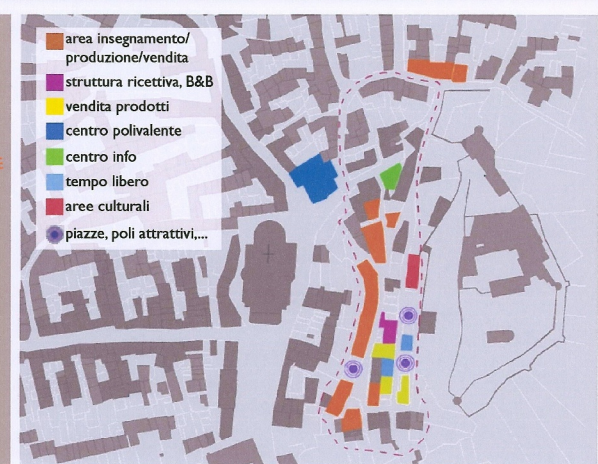 area insegnamento/
produzione/vendita
struttura ricettiva, B&B
vendita prodotti
centro polivalente
centro info
tempo libero
aree culturali
piazze, poli attrattivi,...